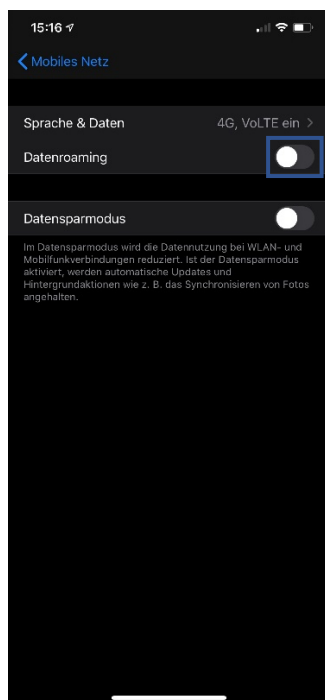 15:16
Mobiles Netz
Sprache & Daten 4G, VoLTE ein
Datenroaming
Datensparmodus
Im Datensparmodus wird die Datennutzung bei WLAN- und
Mobilfunkverbindungen reduziert. Ist der Datensparmodus
aktiviert, werden automatische Updates und
Hintergrundaktionen wie z. B. das Synchronisieren von Fotos
angehalten.